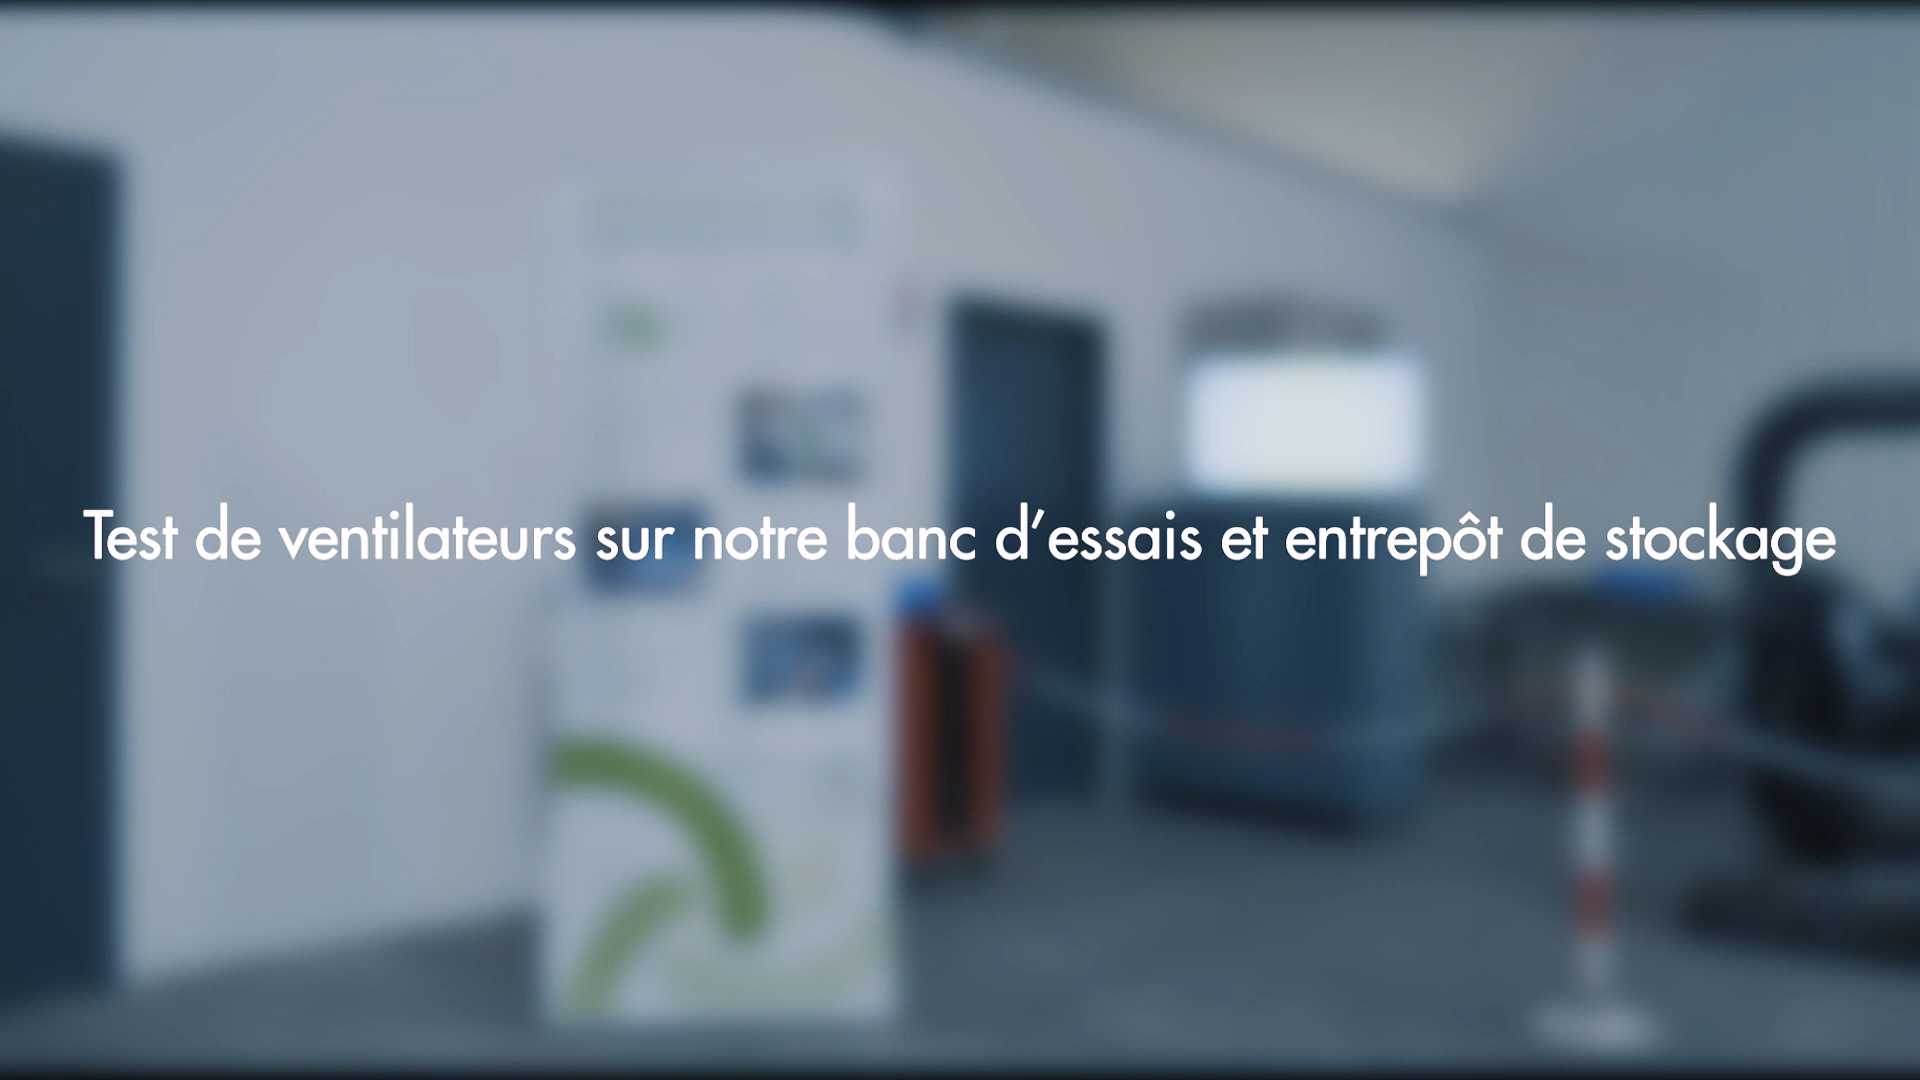 Test de ventilateurs sur notre banc d’essais et entrepôt de stockage